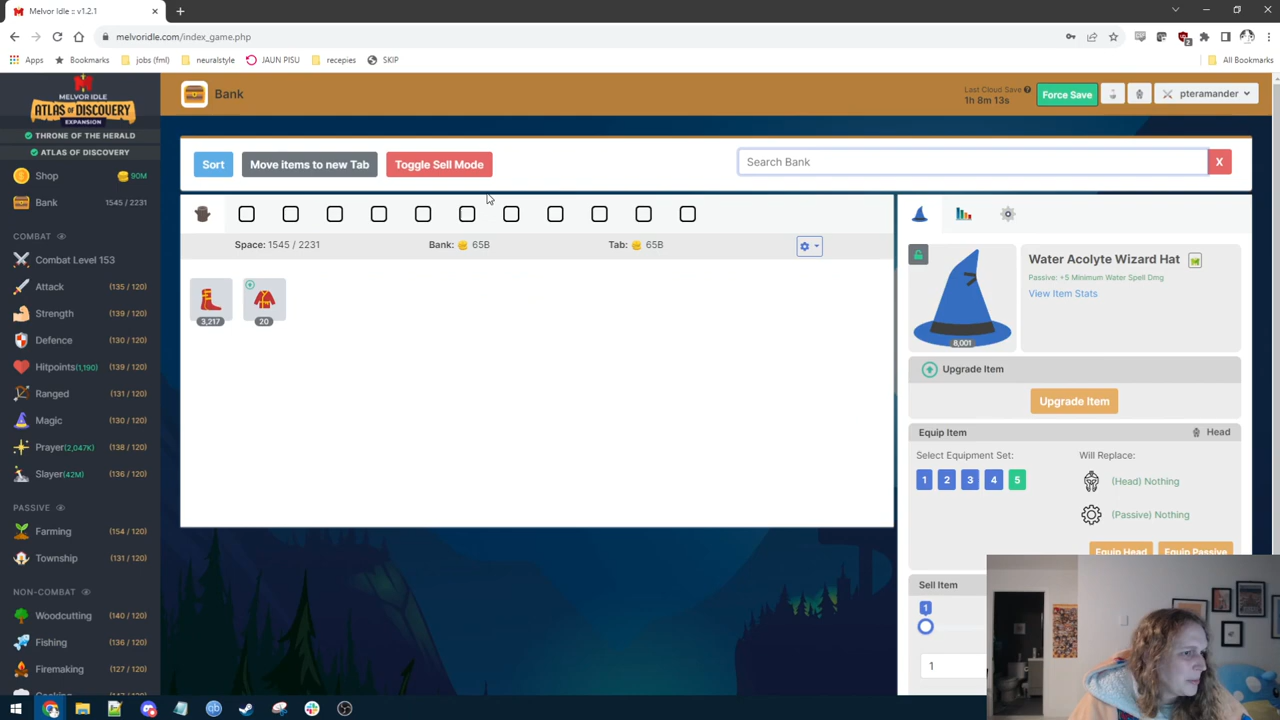 Melvor Idle :: v1.2.1
melvoridle.com/index_game.php
2
Apps
Bookmarks
jobs (fml)
neuralstyle
JAUN PISU
recepies
SKIP
All Bookmarks
MELVOR IDLE
ATLAS OF DISCOVERY
EXPANSION
THRONE OF THE HERALD
ATLAS OF DISCOVERY
Shop 90M
Bank 1545 / 2231
COMBAT
Combat Level 153
Attack (135 / 120)
Strength (139 / 120)
Defence (130 / 120)
Hitpoints(1,190) (139 / 120)
Ranged (131 / 120)
Magic (130 / 120)
Prayer(2,047K) (138 / 120)
Slayer(42M) (136 / 120)
PASSIVE
Farming (154 / 120)
Township (131 / 120)
NON-COMBAT
Woodcutting (140 / 120)
Fishing (136 / 120)
Firemaking (127 / 120)
Bank
Last Cloud Save
1h 8m 13s
Force Save
pteramander
Sort
Move items to new Tab
Toggle Sell Mode
Search Bank
X
Space: 1545 / 2231
Bank: 65B
Tab: 65B
3,217
20
Water Acolyte Wizard Hat
Passive: +5 Minimum Water Spell Dmg
View Item Stats
8,001
Upgrade Item
Upgrade Item
Equip Item
Head
Select Equipment Set:
1 2 3 4 5
Will Replace:
(Head) Nothing
(Passive) Nothing
Equip Head
Equip Passive
Sell Item
1
1